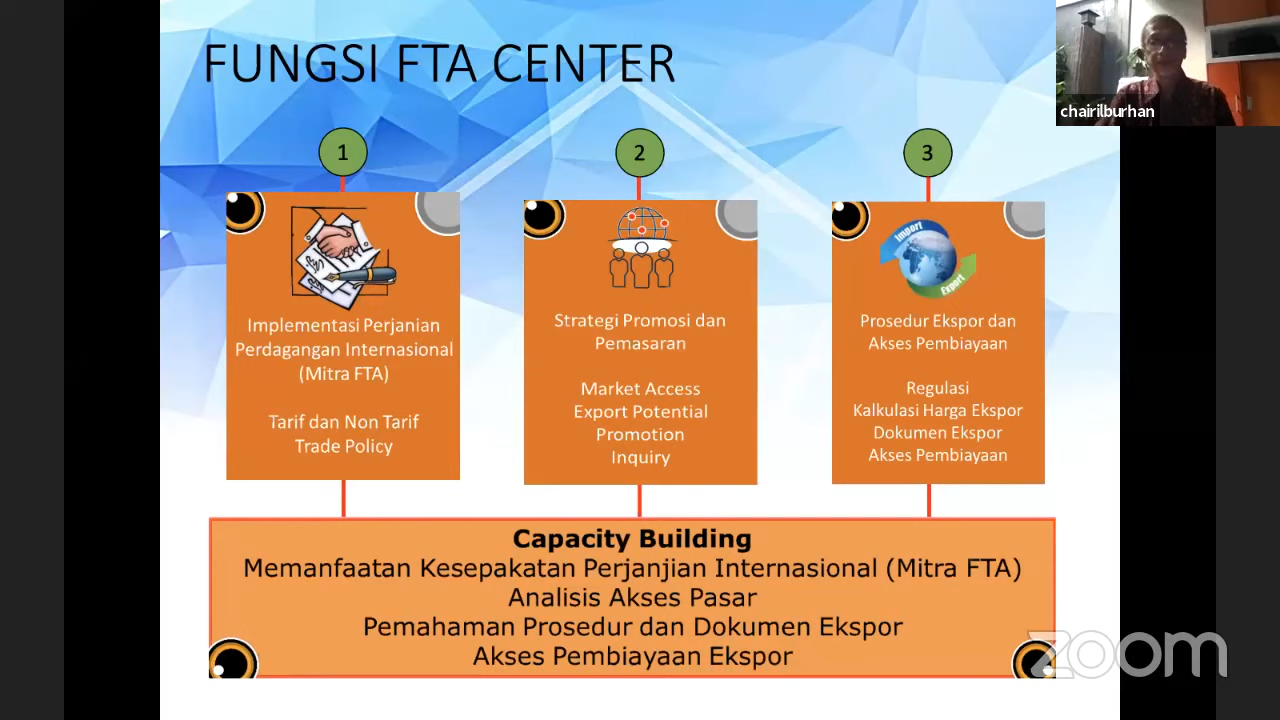 FUNGSI FTA CENTER
chairilburhan
1
2
3
Implementasi Perjanian
Perdagangan Internasional
(Mitra FTA)
Tarif dan Non Tarif
Trade Policy
Strategi Promosi dan
Pemasaran
Market Access
Export Potential
Promotion
Inquiry
Import
Export
Prosedur Ekspor dan
Akses Pembiayaan
Regulasi
Kalkulasi Harga Ekspor
Dokumen Ekspor
Akses Pembiayaan
Capacity Building
Memanfaatan Kesepakatan Perjanjian Internasional (Mitra FTA)
Analisis Akses Pasar
Pemahaman Prosedur dan Dokumen Ekspor
Akses Pembiayaan Ekspor
zoom